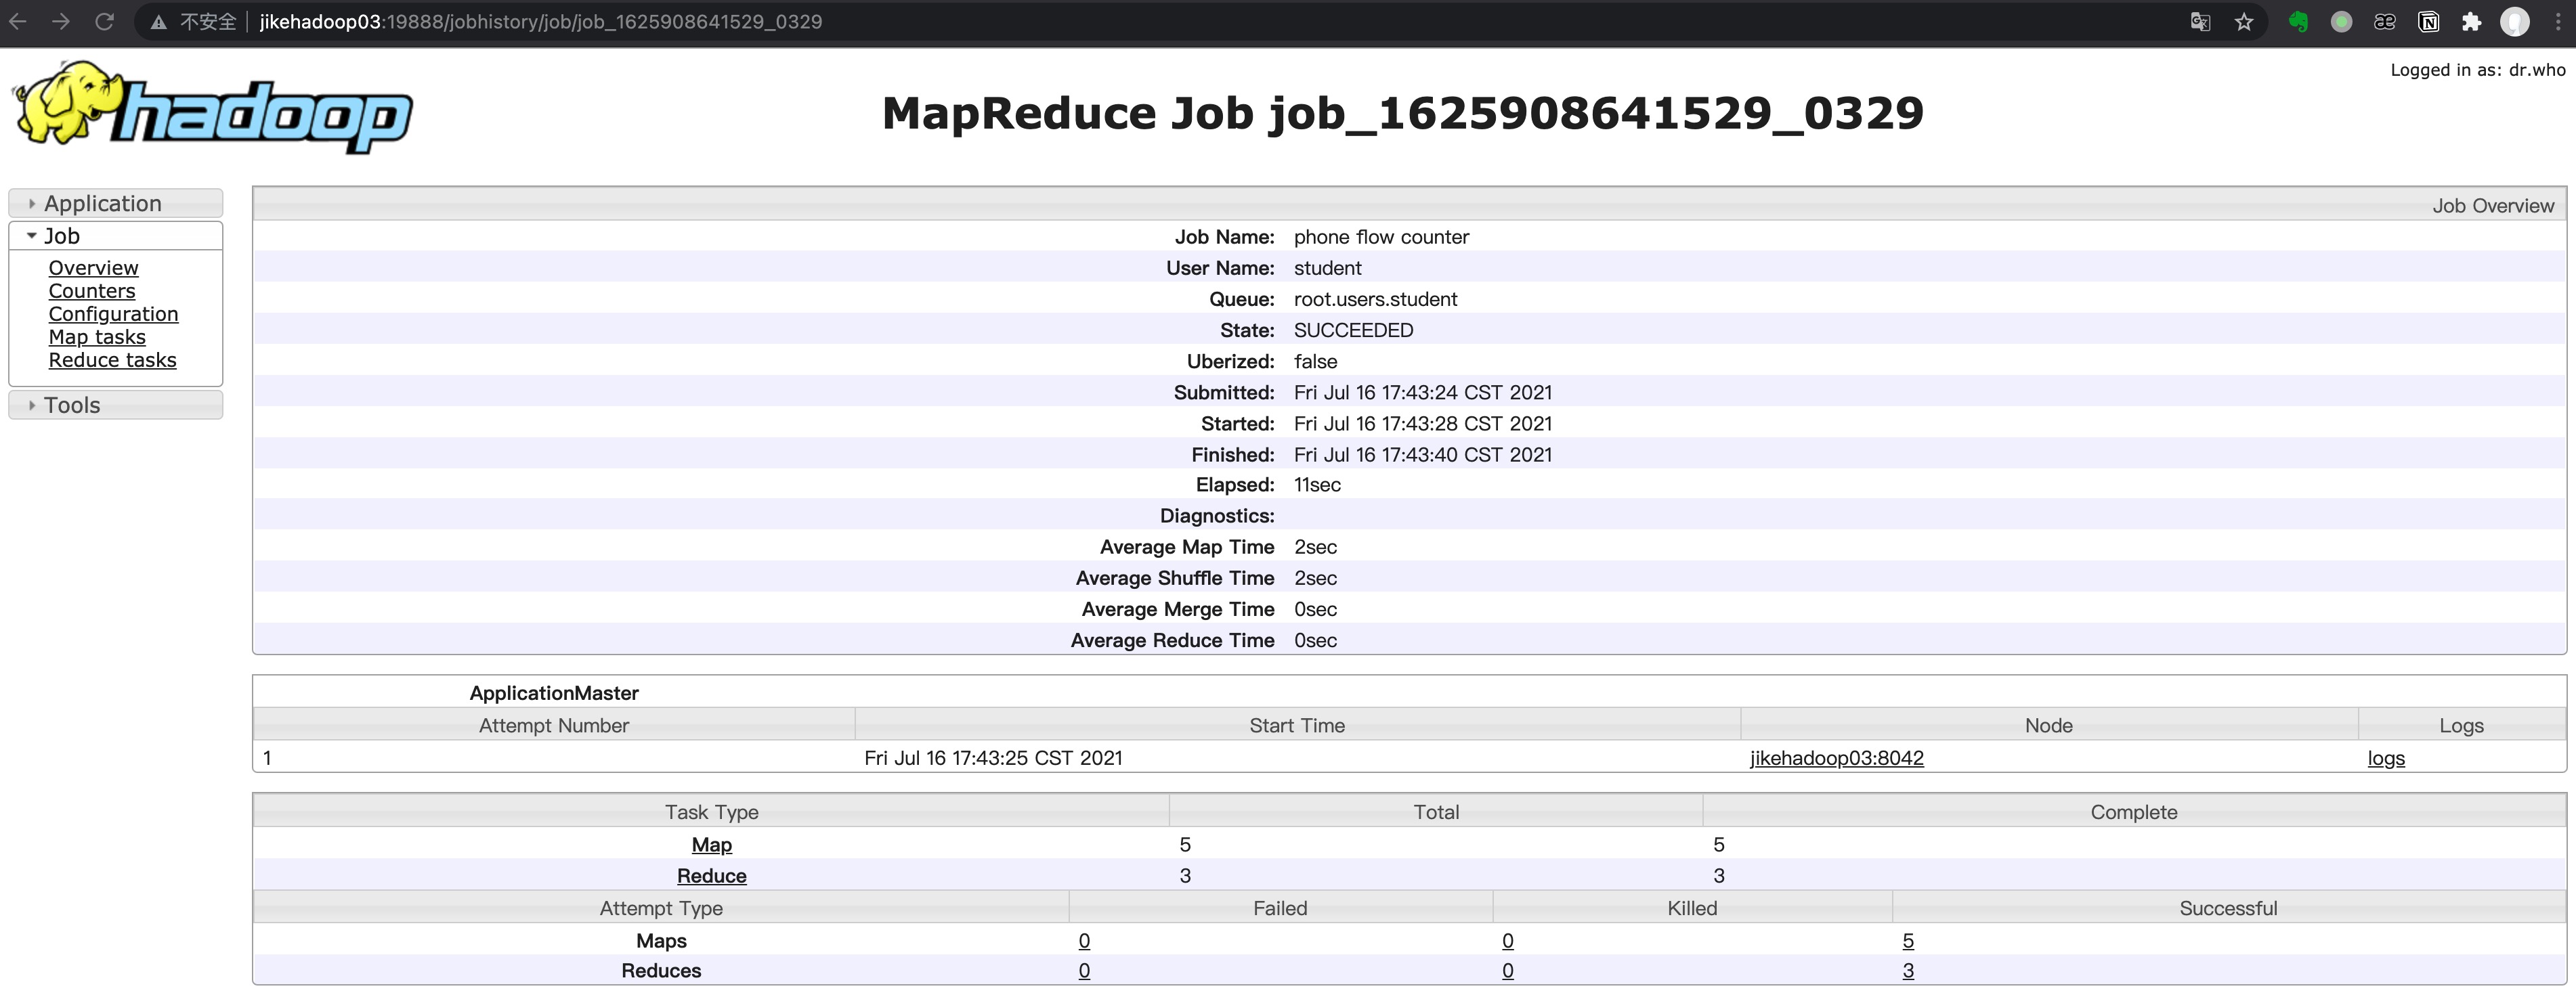 不安全 jikehadoop03:19888/jobhistory/job/job_1625908641529_0329
Logged in as: dr.who
hadoop
MapReduce Job job_1625908641529_0329
Application
Job
Overview
Counters
Configuration
Map tasks
Reduce tasks
Tools
Job Overview
Job Name: phone flow counter
User Name: student
Queue: root.users.student
State: SUCCEEDED
Uberized: false
Submitted: Fri Jul 16 17:43:24 CST 2021
Started: Fri Jul 16 17:43:28 CST 2021
Finished: Fri Jul 16 17:43:40 CST 2021
Elapsed: 11sec
Diagnostics:
Average Map Time 2sec
Average Shuffle Time 2sec
Average Merge Time 0sec
Average Reduce Time 0sec
ApplicationMaster
Attempt Number Start Time Node Logs
1 Fri Jul 16 17:43:25 CST 2021 jikehadoop03:8042 logs
Task Type Total Complete
Map 5 5
Reduce 3 3
Attempt Type Failed Killed Successful
Maps 0 0 5
Reduces 0 0 3